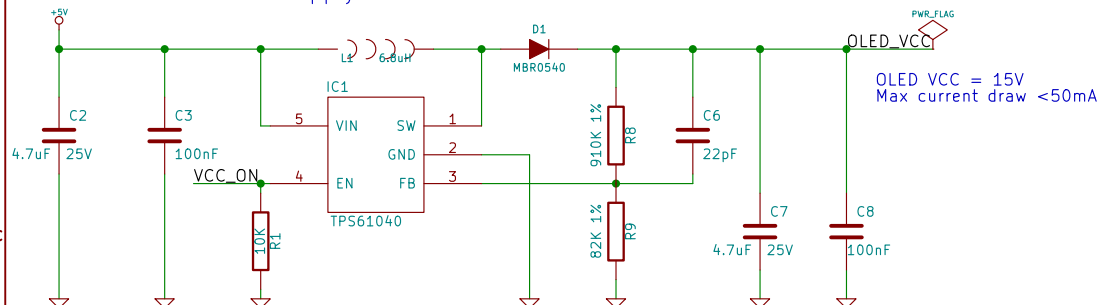 +5V
PWR_FLAG
D1
OLED_VCC
L1 6.8uH
MBR0540
OLED VCC = 15V
Max current draw <50mA
IC1
C2
C3
5 VIN SW 1
910K 1%
R8
C6
4.7uF 25V
100nF
GND 2
22pF
VCC_ON
4 EN FB 3
TPS61040
10K
R1
82K 1%
R9
C7
C8
4.7uF 25V
100nF